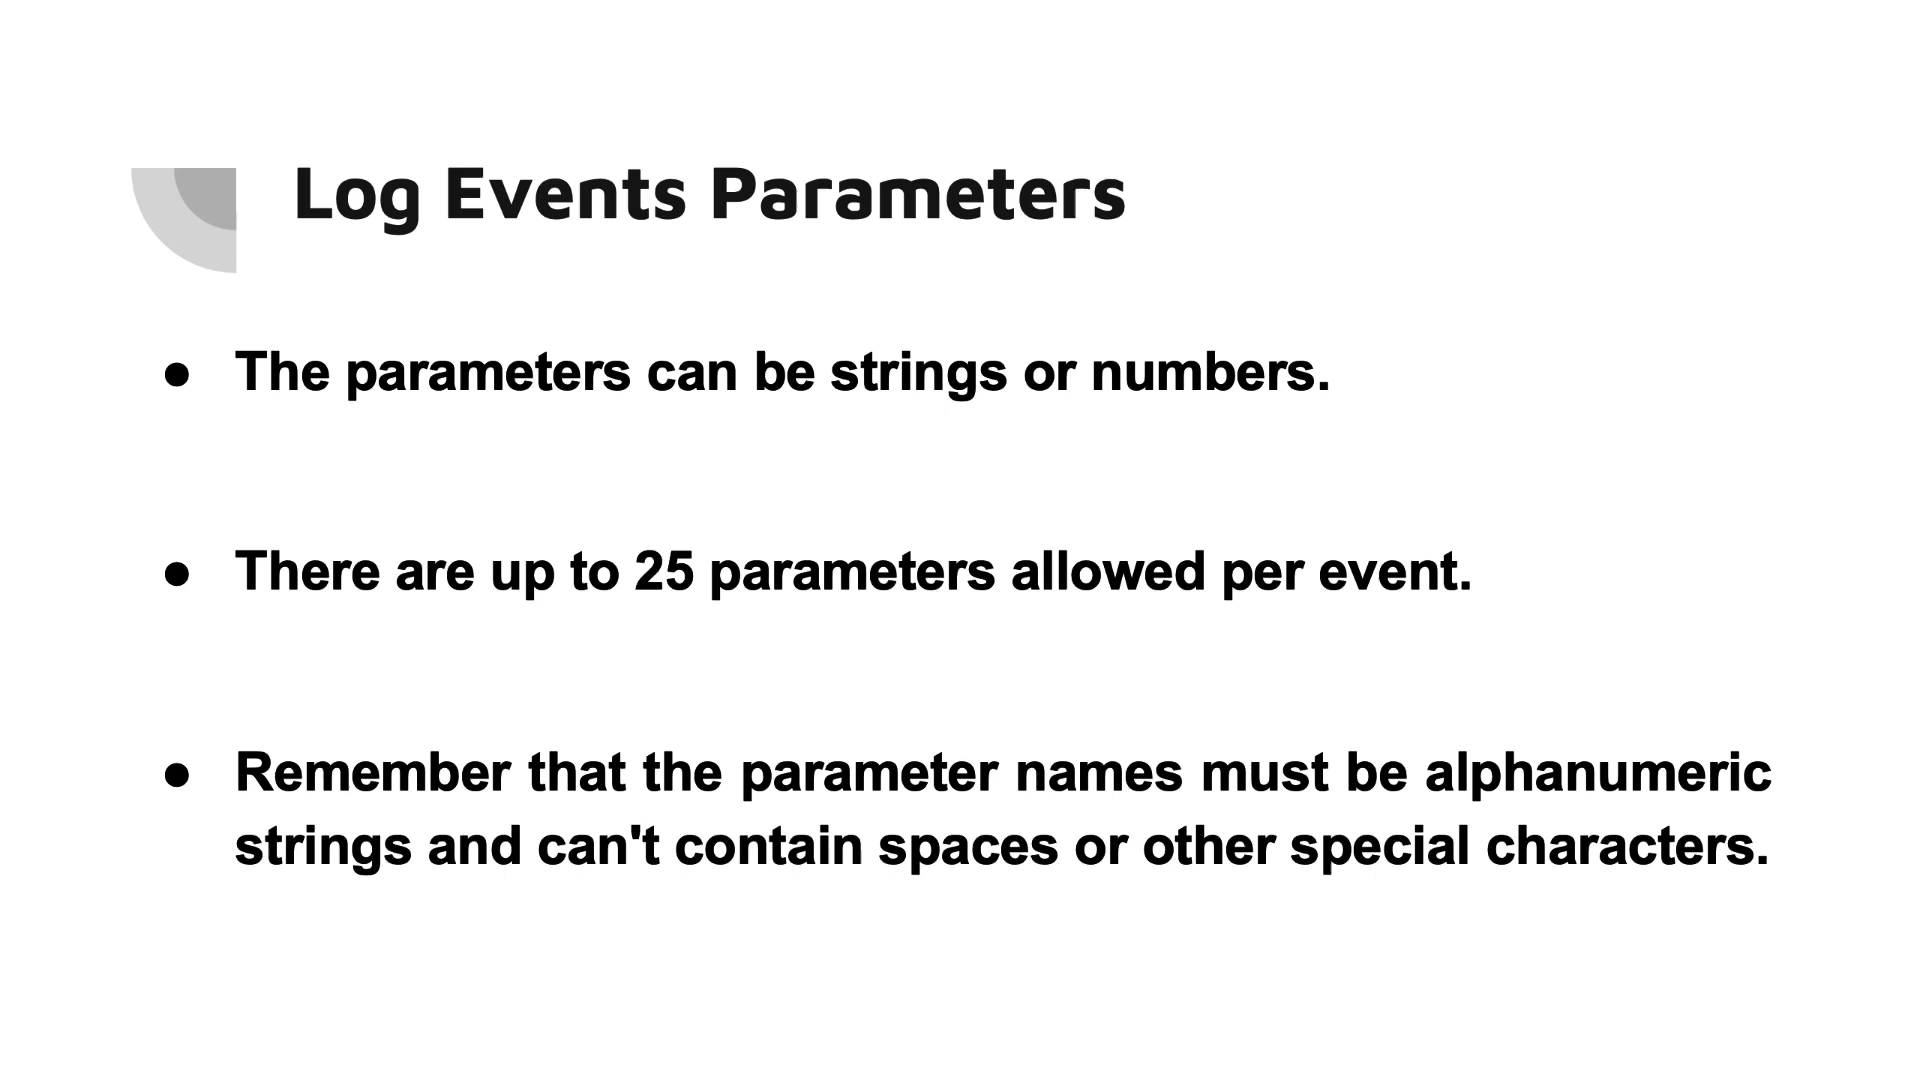 Log Events Parameters
● The parameters can be strings or numbers.
● There are up to 25 parameters allowed per event.
● Remember that the parameter names must be alphanumeric
strings and can't contain spaces or other special characters.